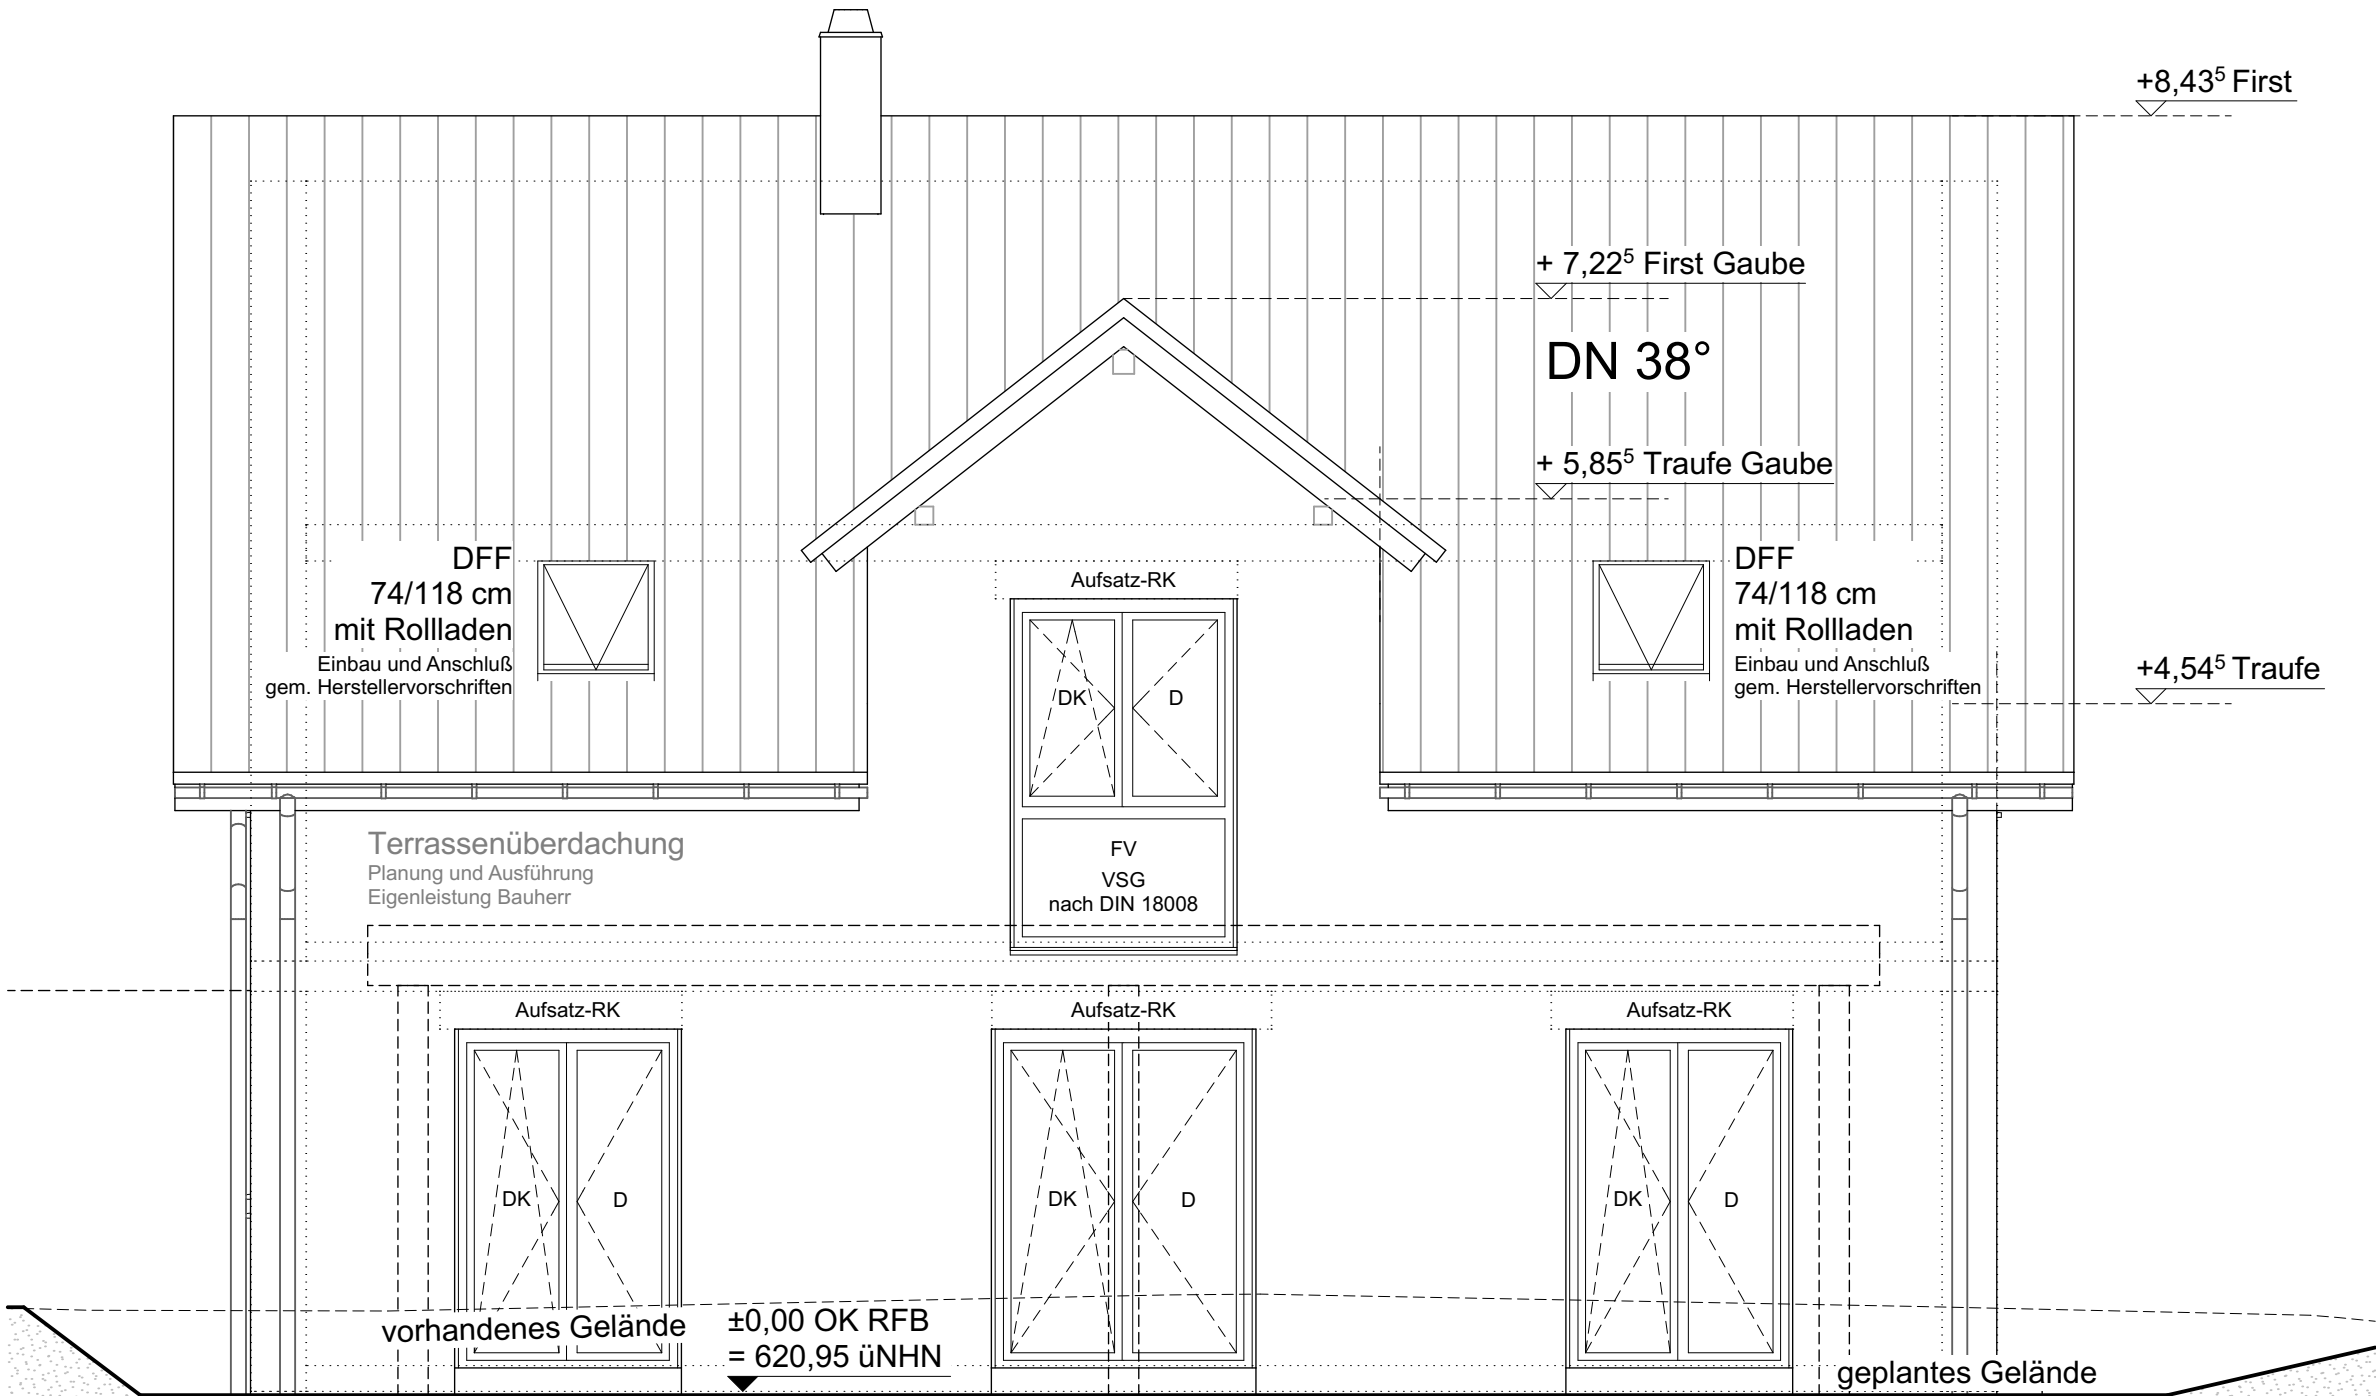 +8,43⁵ First
+ 7,22⁵ First Gaube
DN 38°
+ 5,85⁵ Traufe Gaube
DFF
74/118 cm
mit Rollladen
Einbau und Anschluß
gem. Herstellervorschriften
Aufsatz-RK
DFF
74/118 cm
mit Rollladen
Einbau und Anschluß
gem. Herstellervorschriften
+4,54⁵ Traufe
DK
D
Terrassenüberdachung
Planung und Ausführung
Eigenleistung Bauherr
FV
VSG
nach DIN 18008
Aufsatz-RK
Aufsatz-RK
Aufsatz-RK
DK
D
DK
D
DK
D
vorhandenes Gelände
±0,00 OK RFB
= 620,95 üNHN
geplantes Gelände